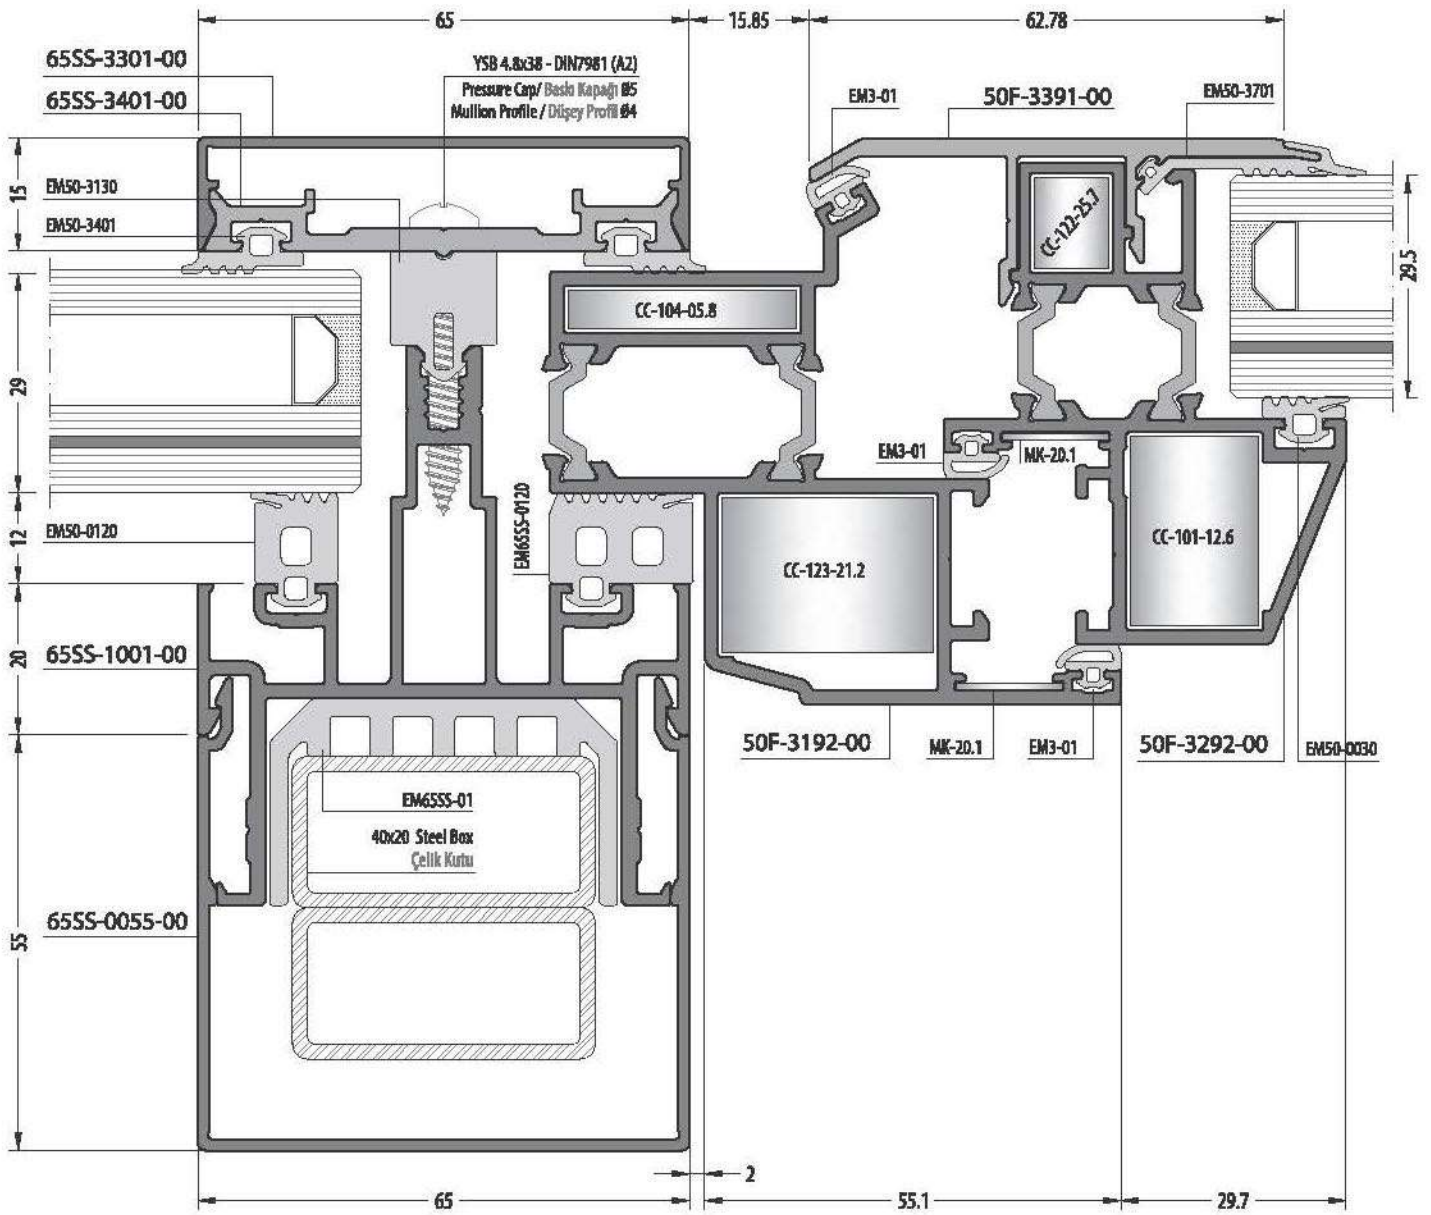 65
15.85
62.78
65SS-3301-00
65SS-3401-00
YSB 4.8x38 - DIN7981 (A2)
Pressure Cap/ Baskı Kapağı Ø5
Mullion Profile / Düşey Profil Ø4
EM3-01
50F-3391-00
EM50-3701
15
EM50-3130
EM50-3401
CC-122-25.7
29.5
CC-104-05.8
29
EM3-01
MK-20.1
12
EM50-0120
EM65SS-0120
CC-123-21.2
CC-101-12.6
20
65SS-1001-00
50F-3192-00
MK-20.1
EM3-01
50F-3292-00
EM50-0030
EM65SS-01
40x20 Steel Box
Çelik Kutu
55
65SS-0055-00
2
65
55.1
29.7